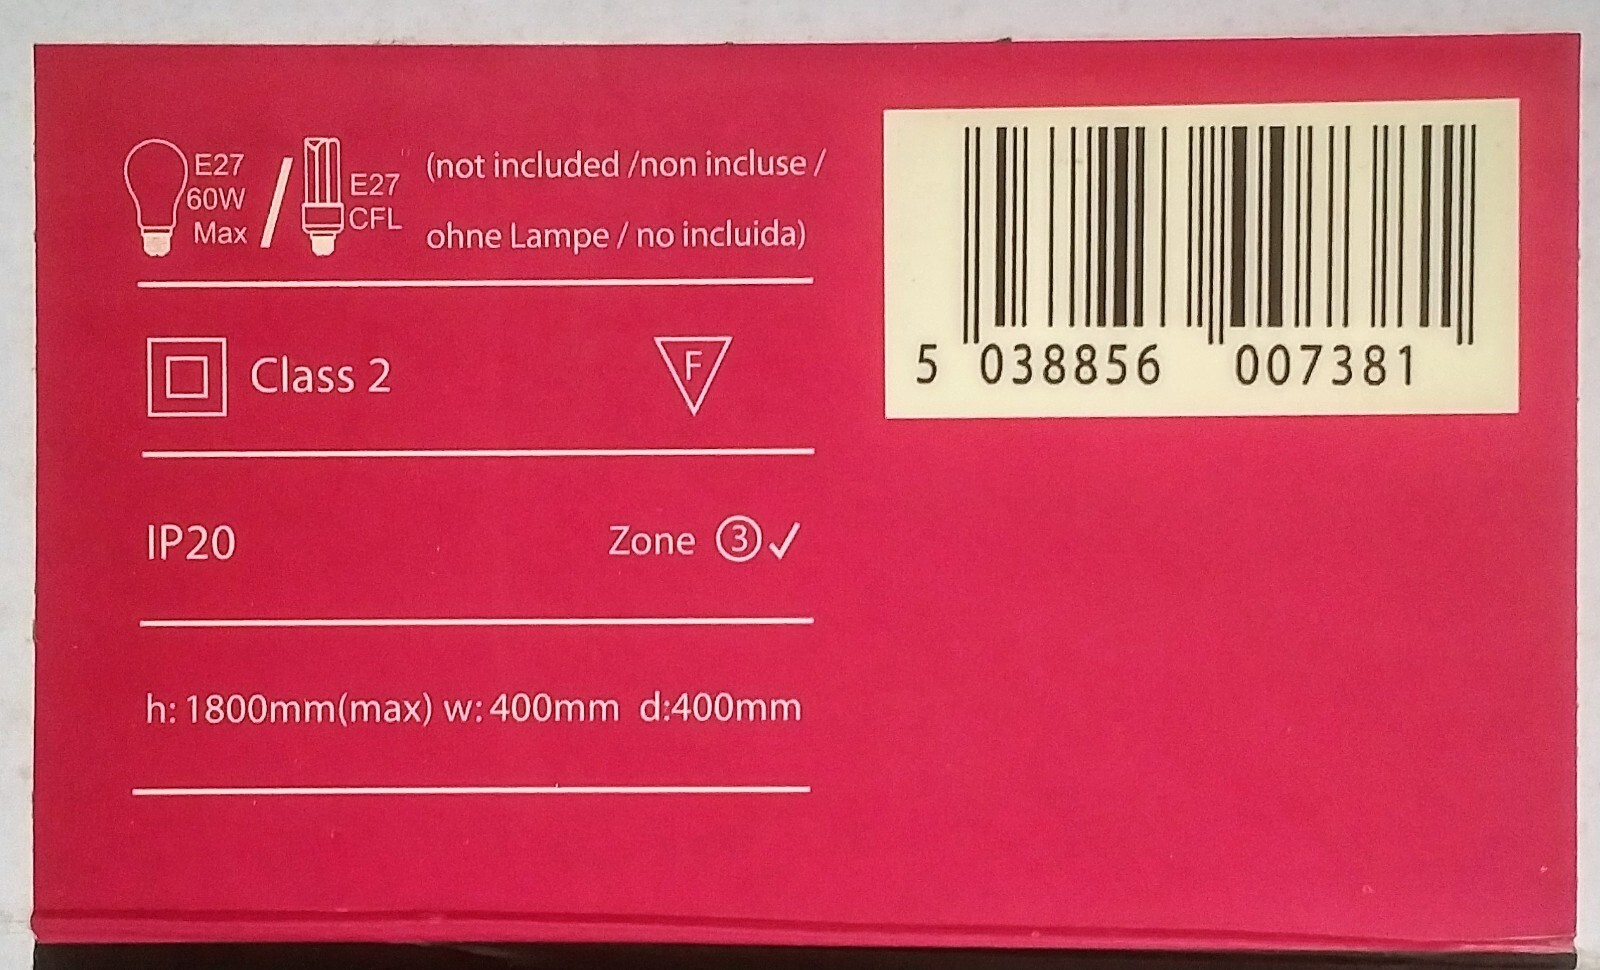 E27
60W
Max
E27
CFL
(not included /non incluse /
ohne Lampe / no incluida)
Class 2
F
IP20
Zone 3 ✓
h: 1800mm(max) w: 400mm d:400mm
5 038856 007381